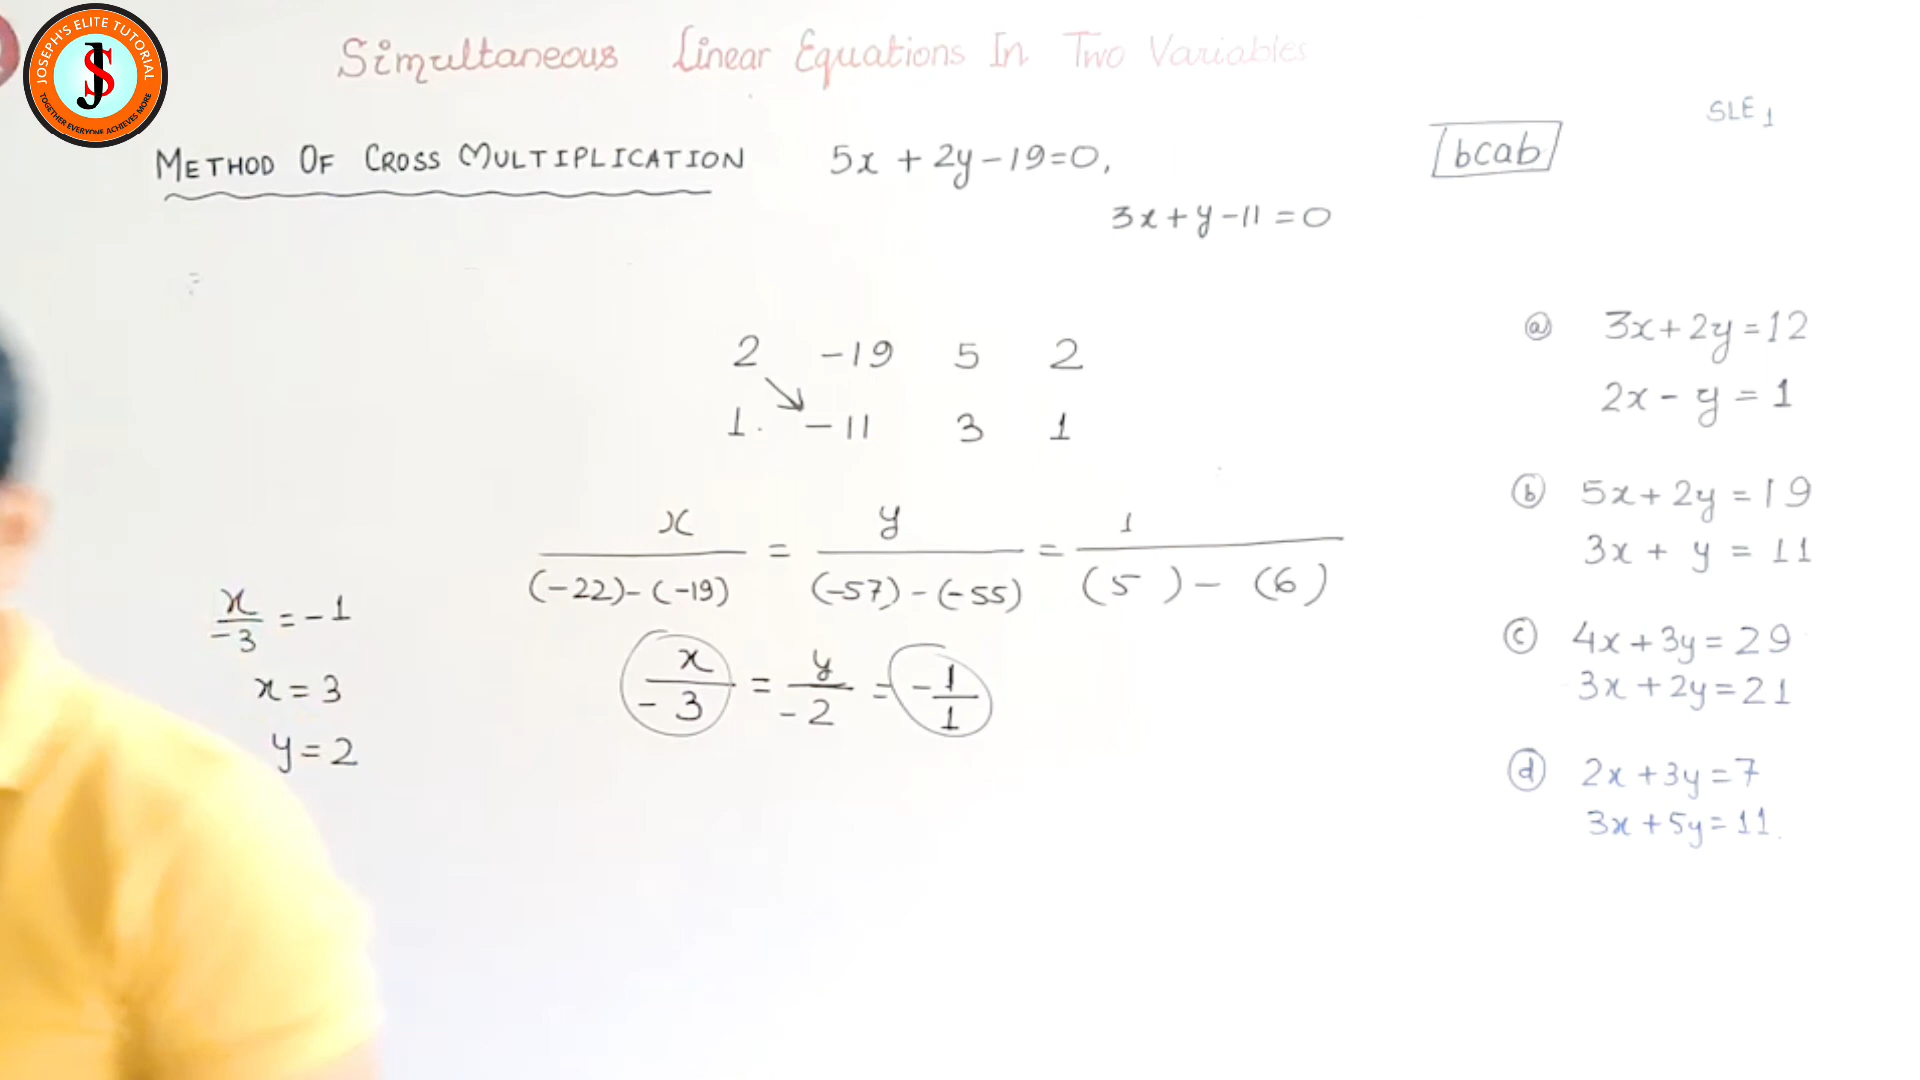 JOSEPH'S ELITE TUTORIAL
JS
TOGETHER EVERYONE ACHIEVES MORE
Simultaneous Linear Equations In Two Variables
SLE 1
METHOD OF CROSS MULTIPLICATION 5x + 2y - 19 = 0,
bcab
3x + y - 11 = 0
2 -19 5 2
1. -11 3 1
x y 1
= =
(-22) - (-19) (-57) - (-55) (5 ) - (6)
x/-3 = y/-2 = -1/1
x/-3 = -1
x = 3
y = 2
a 3x + 2y = 12
2x - y = 1
b 5x + 2y = 19
3x + y = 11
c 4x + 3y = 29
3x + 2y = 21
d 2x + 3y = 7
3x + 5y = 11.